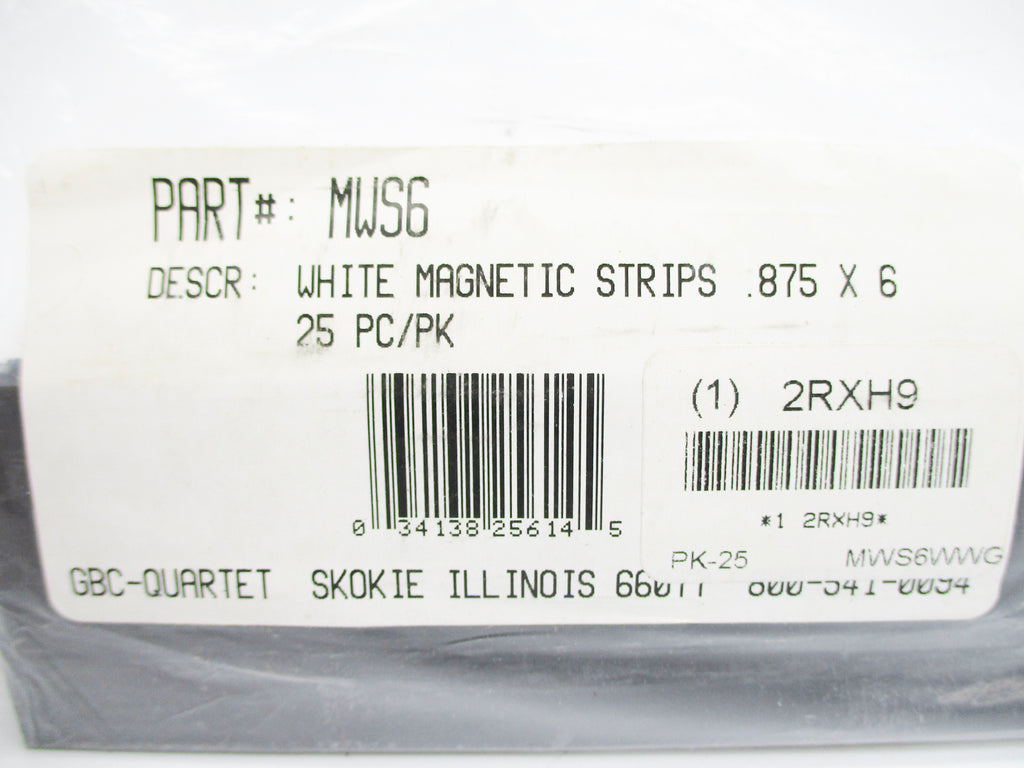 PART#: MWS6
DESCR: WHITE MAGNETIC STRIPS .875 X 6
25 PC/PK
0 34138 25614 5
(1) 2RXH9
*1 2RXH9*
PK-25 MWS6WWG
GBC-QUARTET SKOKIE ILLINOIS